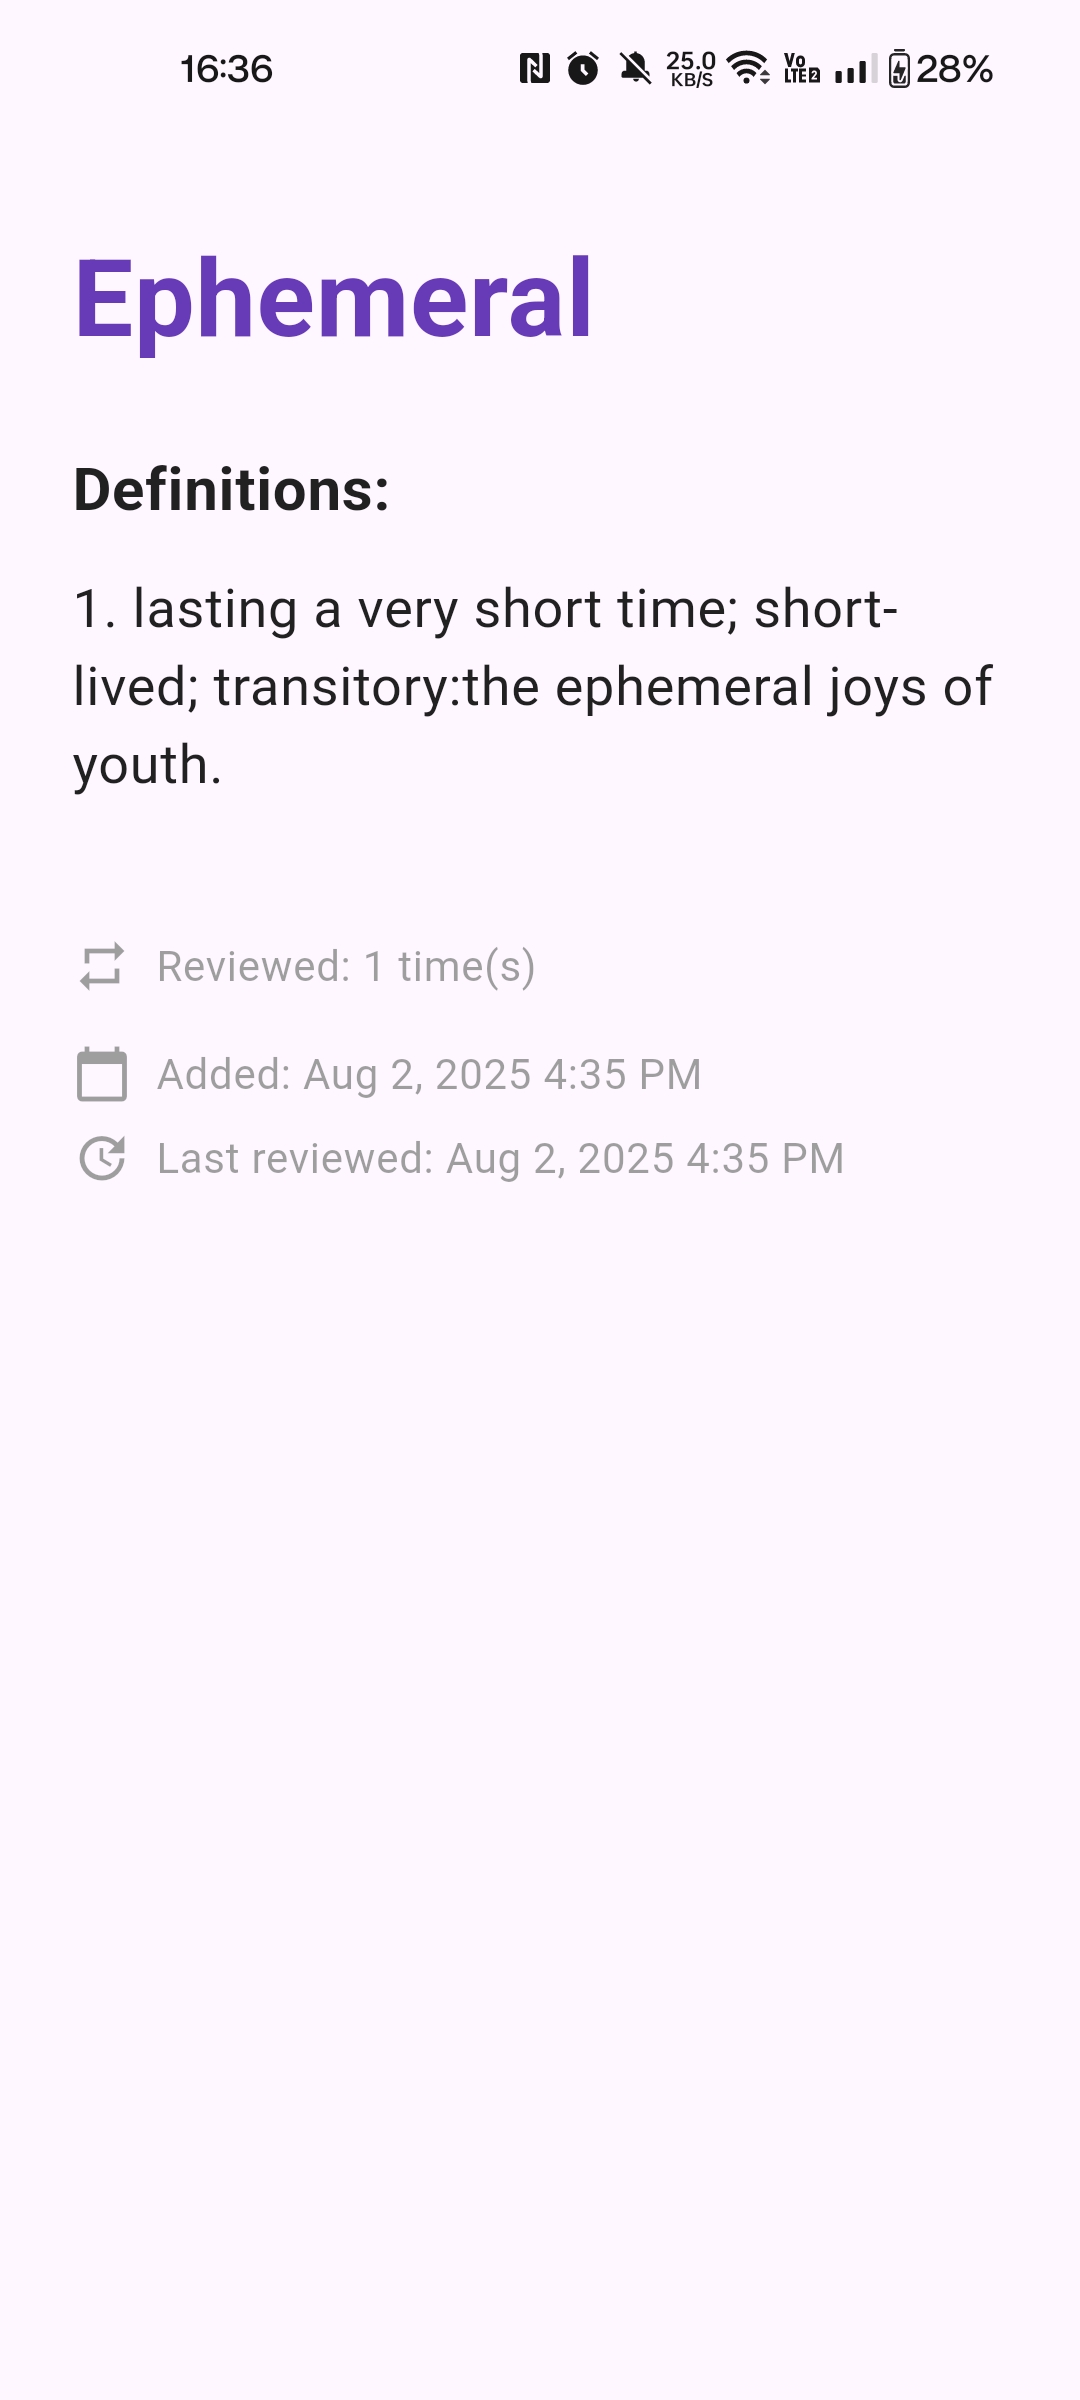 16:36 25.0 KB/S Vo LTE 2 28%
Ephemeral
Definitions:
1. lasting a very short time; short-
lived; transitory:the ephemeral joys of
youth.
Reviewed: 1 time(s)
Added: Aug 2, 2025 4:35 PM
Last reviewed: Aug 2, 2025 4:35 PM